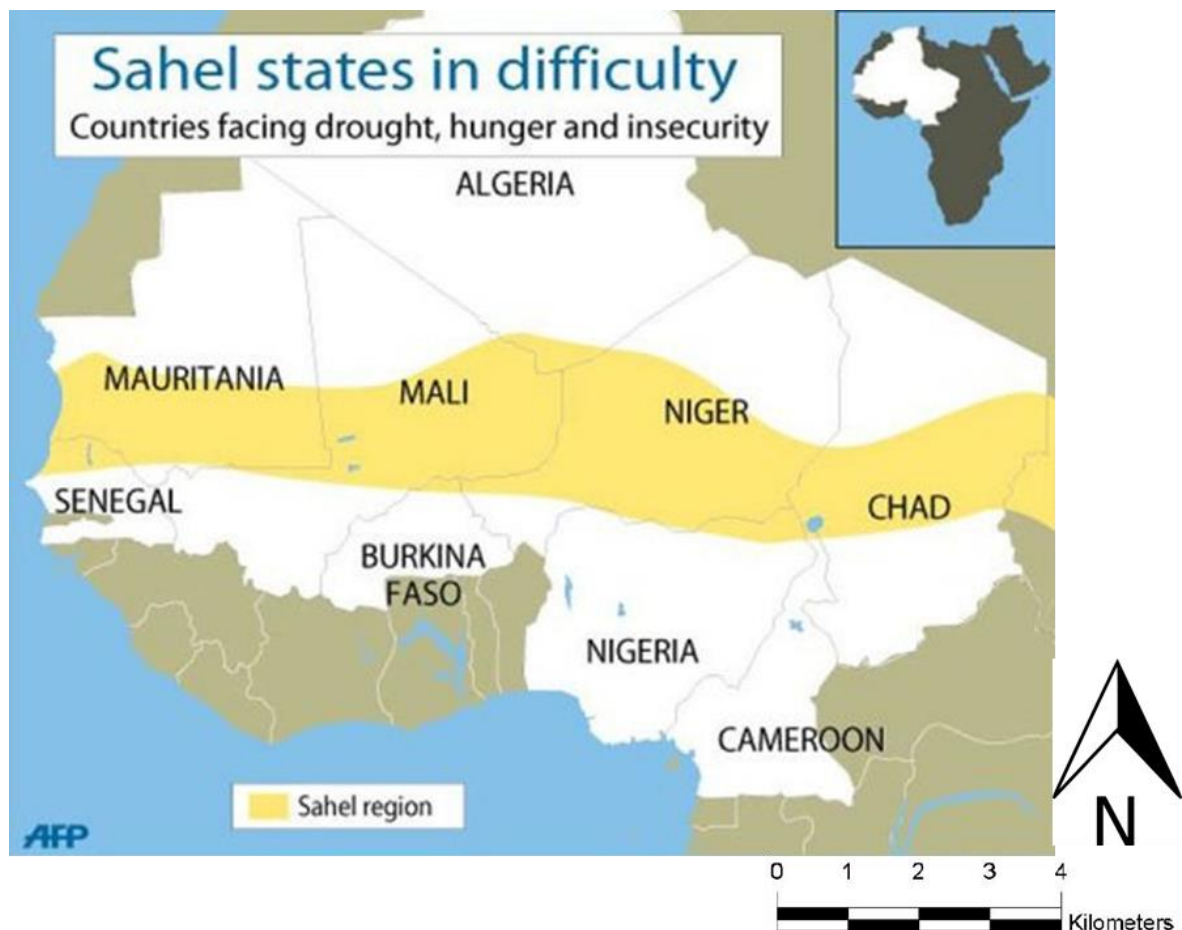 Sahel states in difficulty
Countries facing drought, hunger and insecurity
ALGERIA
MAURITANIA
MALI
NIGER
SENEGAL
CHAD
BURKINA
FASO
NIGERIA
CAMEROON
Sahel region
AFP
N
0 1 2 3 4
Kilometers